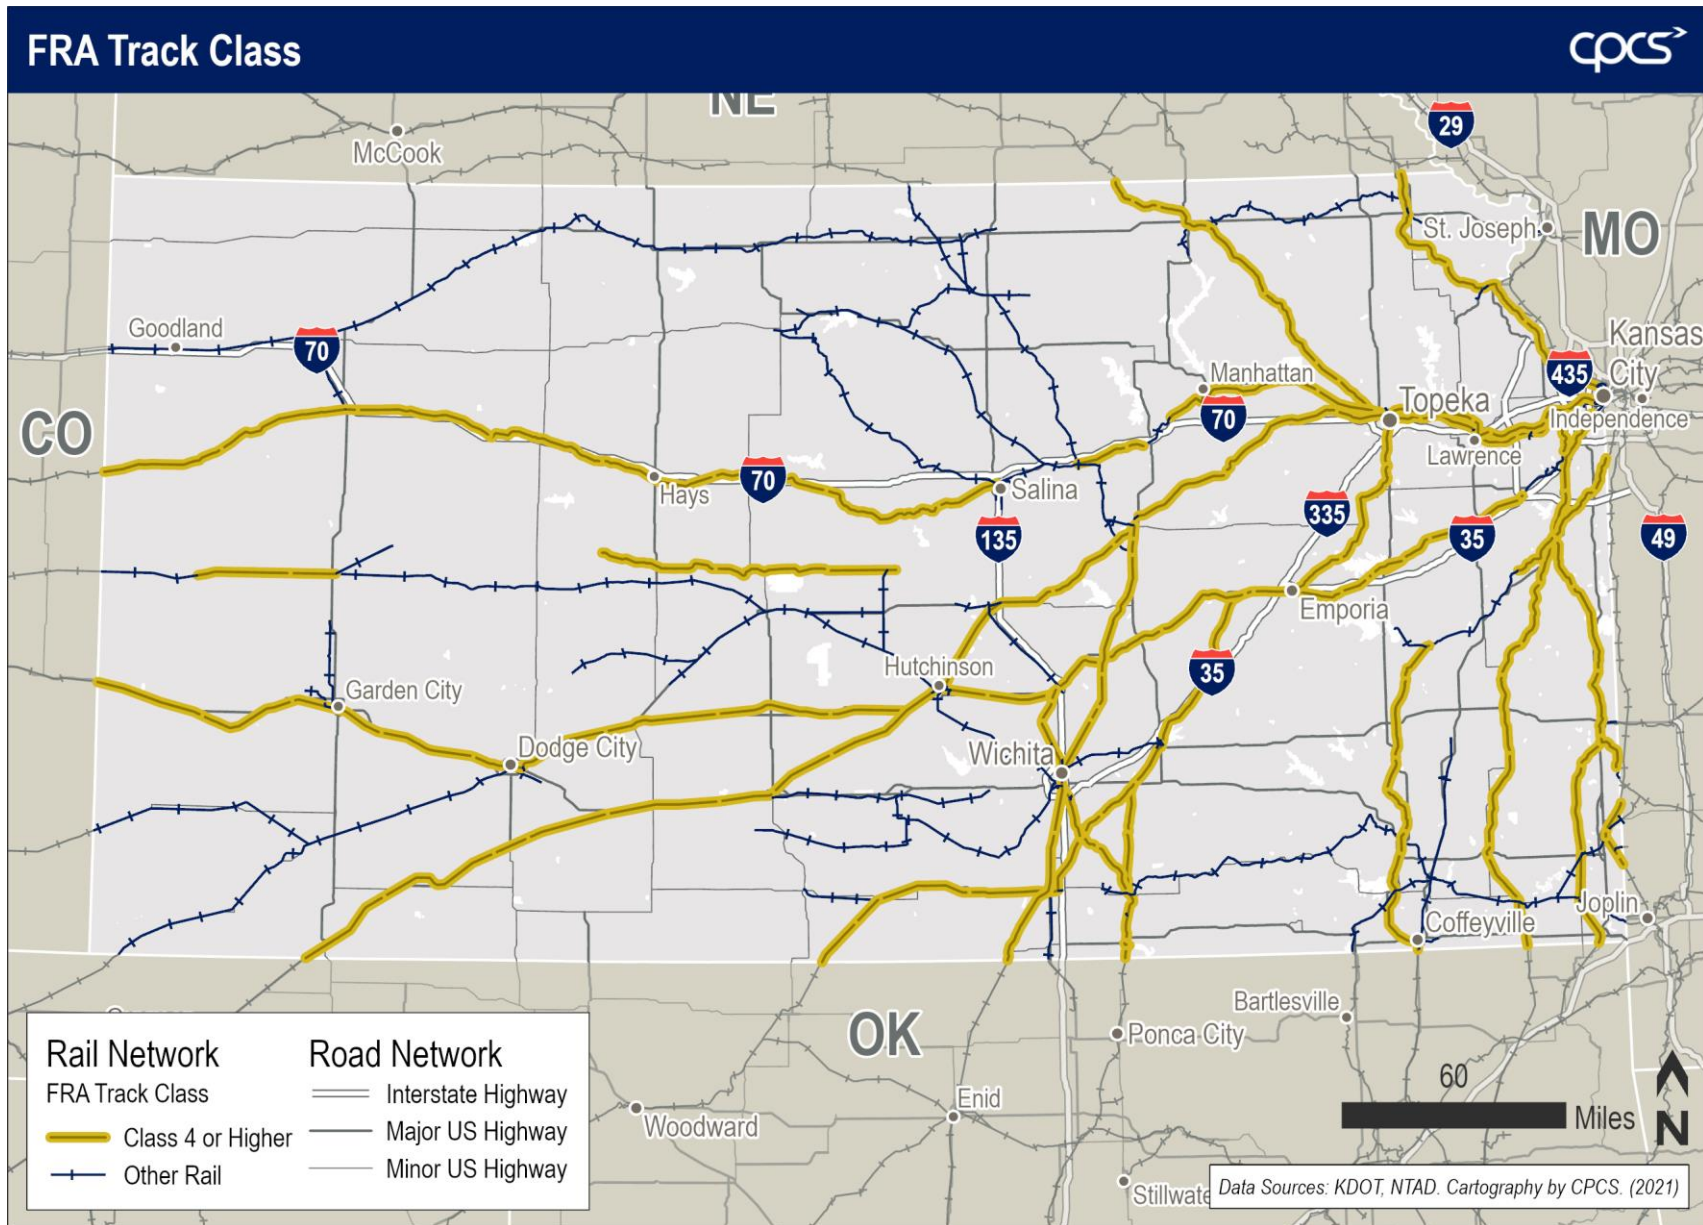 FRA Track Class
cpcs
NE
29
McCook
St. Joseph
MO
Goodland
70
Kansas
City
435
Manhattan
70
Topeka
Independence
CO
Lawrence
Hays
70
Salina
135
335
35
49
Emporia
Hutchinson
35
Garden City
Dodge City
Wichita
Joplin
Coffeyville
Bartlesville
OK
Ponca City
Enid
Woodward
60
Miles
N
Rail Network
FRA Track Class
Class 4 or Higher
Other Rail
Road Network
Interstate Highway
Major US Highway
Minor US Highway
Stillwate
Data Sources: KDOT, NTAD. Cartography by CPCS. (2021)